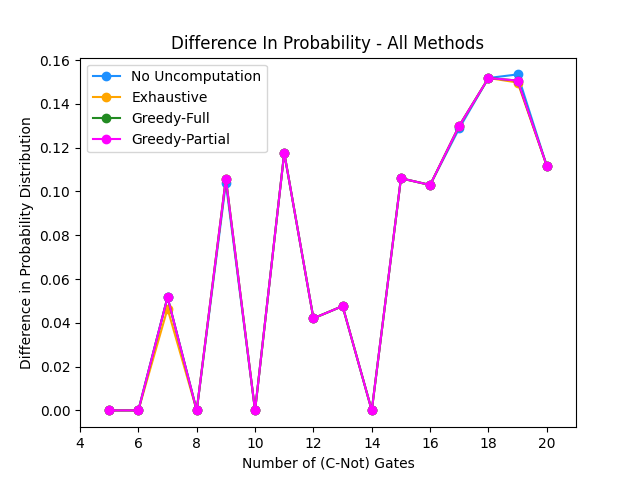 Difference In Probability - All Methods
No Uncomputation
Exhaustive
Greedy-Full
Greedy-Partial
Difference in Probability Distribution
0.16
0.14
0.12
0.10
0.08
0.06
0.04
0.02
0.00
4 6 8 10 12 14 16 18 20
Number of (C-Not) Gates